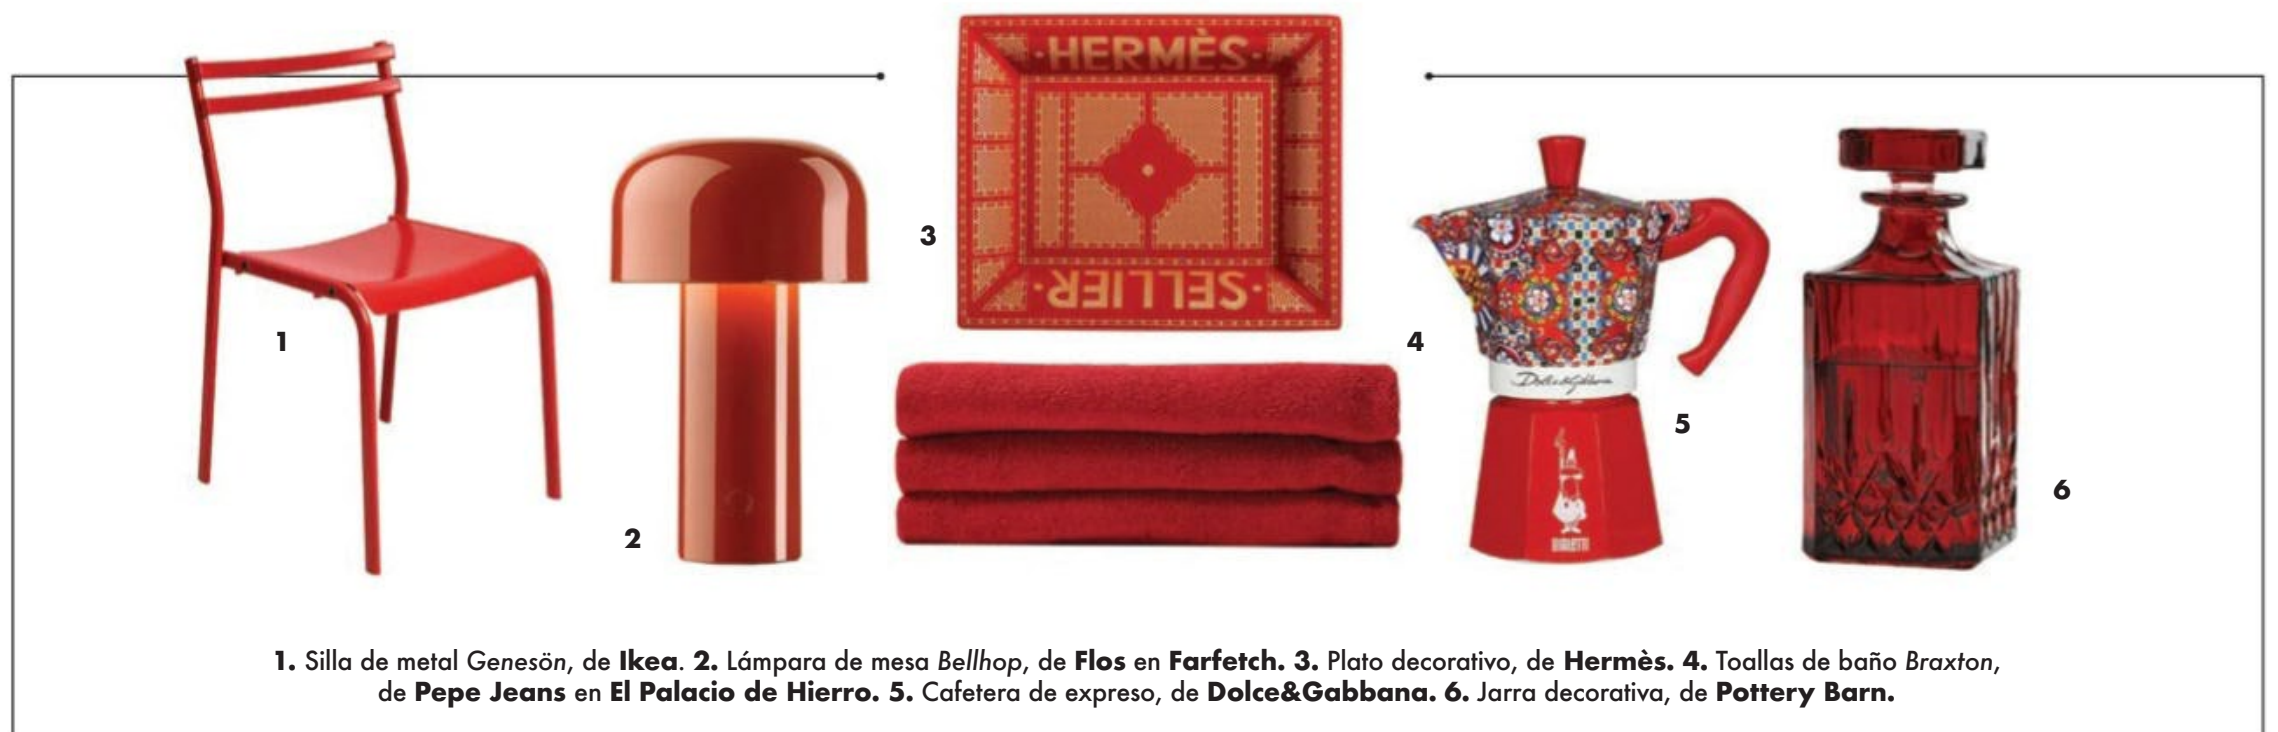 ·HERMÈS·
·SELLIER·
3
1
4
Dolce&Gabbana
5
6
2
BIALETTI
1. Silla de metal Genesön, de Ikea. 2. Lámpara de mesa Bellhop, de Flos en Farfetch. 3. Plato decorativo, de Hermès. 4. Toallas de baño Braxton,
de Pepe Jeans en El Palacio de Hierro. 5. Cafetera de expreso, de Dolce&Gabbana. 6. Jarra decorativa, de Pottery Barn.